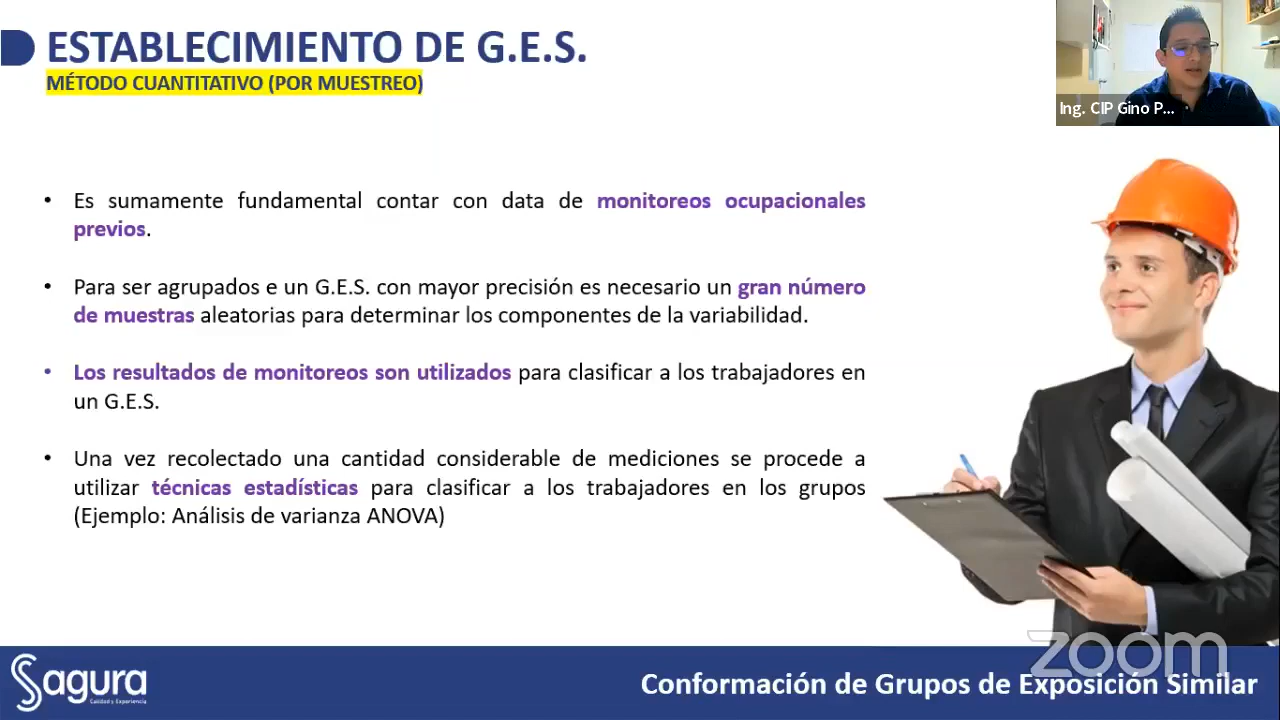 ESTABLECIMIENTO DE G.E.S.
MÉTODO CUANTITATIVO (POR MUESTREO)
Ing. CIP Gino P...
• Es sumamente fundamental contar con data de monitoreos ocupacionales
previos.
• Para ser agrupados e un G.E.S. con mayor precisión es necesario un gran número
de muestras aleatorias para determinar los componentes de la variabilidad.
• Los resultados de monitoreos son utilizados para clasificar a los trabajadores en
un G.E.S.
• Una vez recolectado una cantidad considerable de mediciones se procede a
utilizar técnicas estadísticas para clasificar a los trabajadores en los grupos
(Ejemplo: Análisis de varianza ANOVA)
zoom
Sagura
Calidad y Experiencia
Conformación de Grupos de Exposición Similar